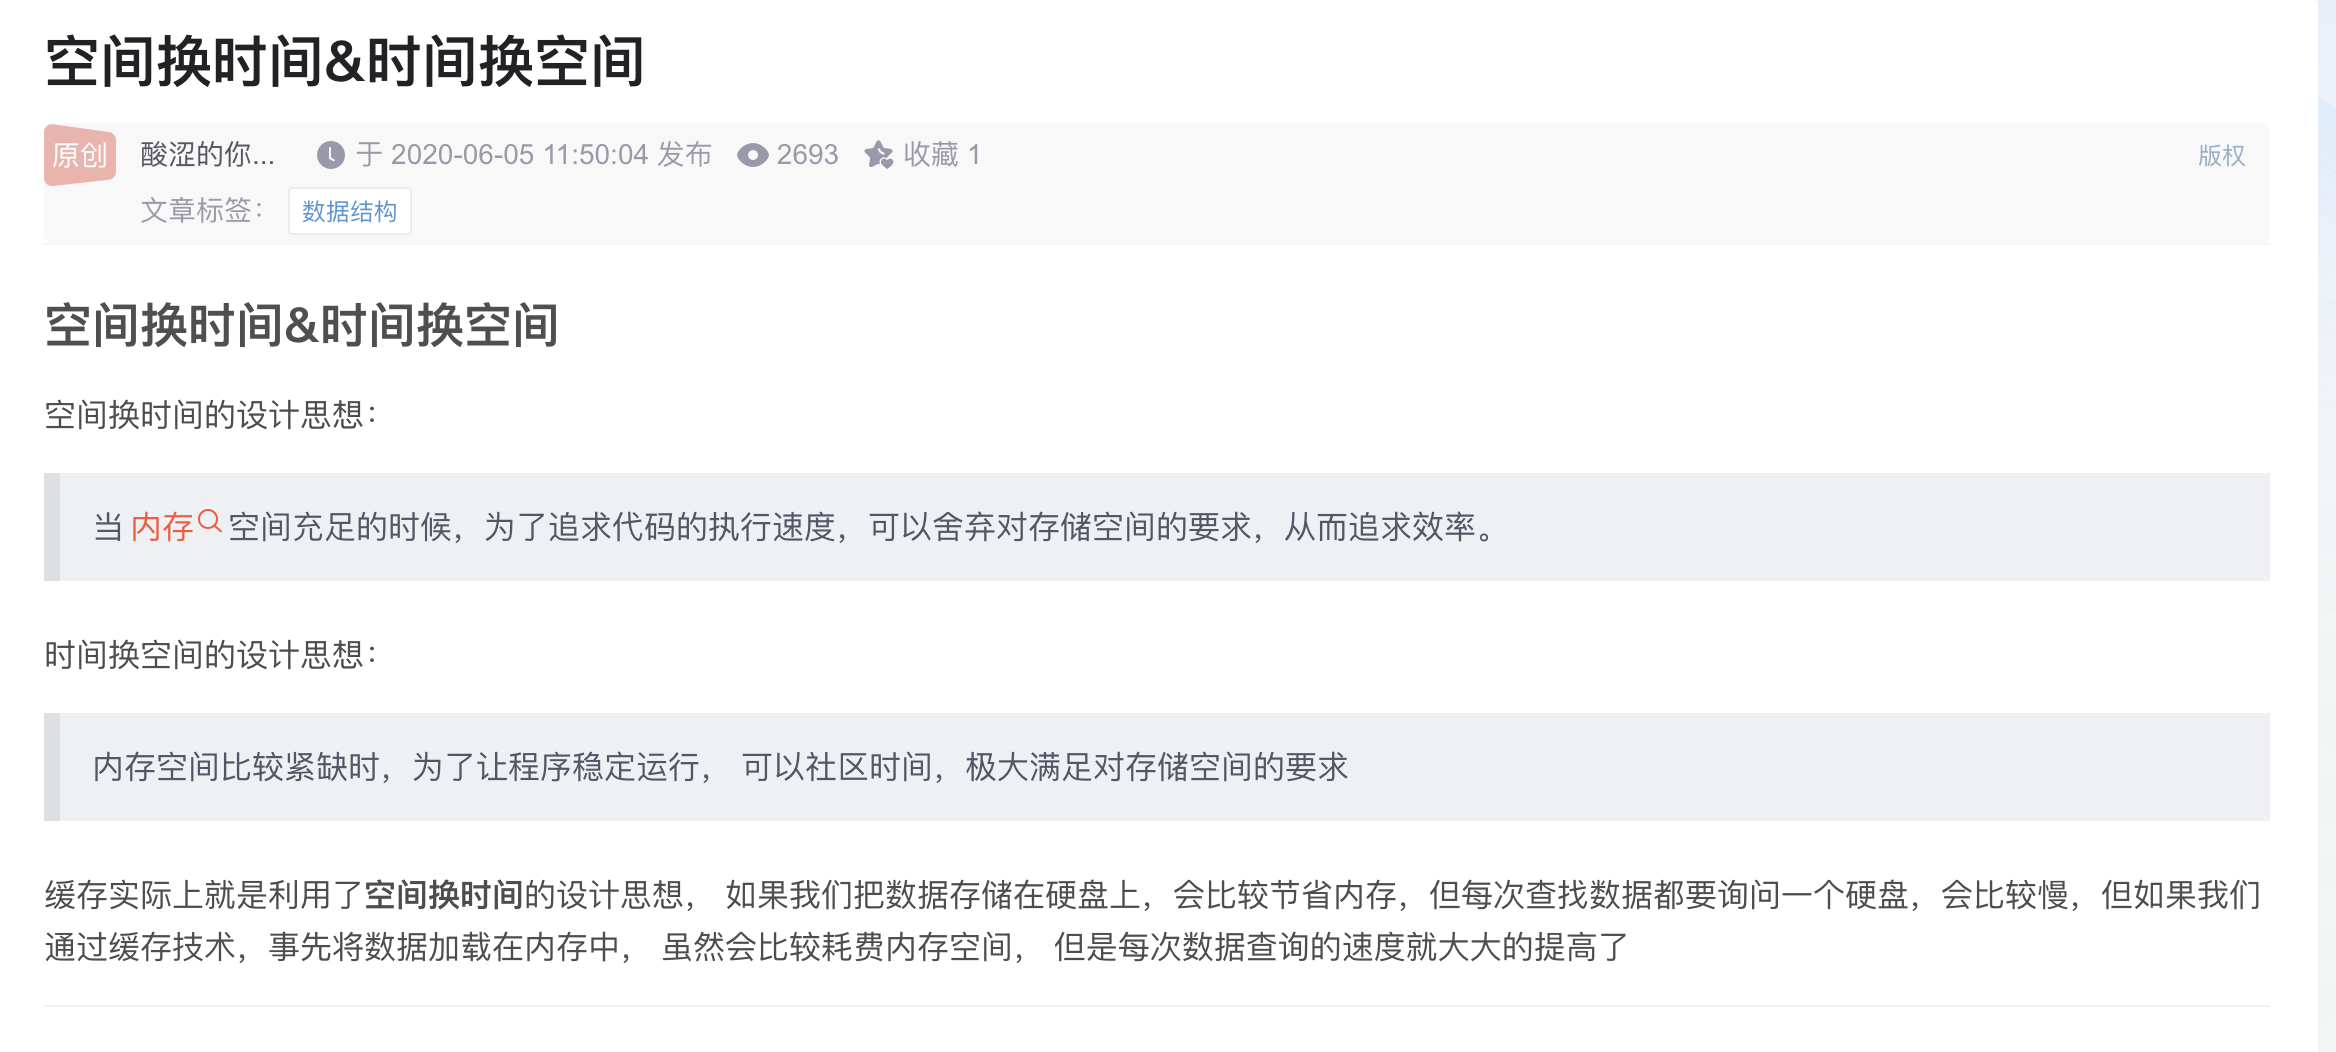 空间换时间&时间换空间
原创 酸涩的你... 于 2020-06-05 11:50:04 发布 2693 收藏 1 版权
文章标签： 数据结构
空间换时间&时间换空间
空间换时间的设计思想：
当 内存 空间充足的时候，为了追求代码的执行速度，可以舍弃对存储空间的要求，从而追求效率。
时间换空间的设计思想：
内存空间比较紧缺时，为了让程序稳定运行， 可以社区时间，极大满足对存储空间的要求
缓存实际上就是利用了空间换时间的设计思想， 如果我们把数据存储在硬盘上，会比较节省内存，但每次查找数据都要询问一个硬盘，会比较慢，但如果我们
通过缓存技术，事先将数据加载在内存中， 虽然会比较耗费内存空间， 但是每次数据查询的速度就大大的提高了